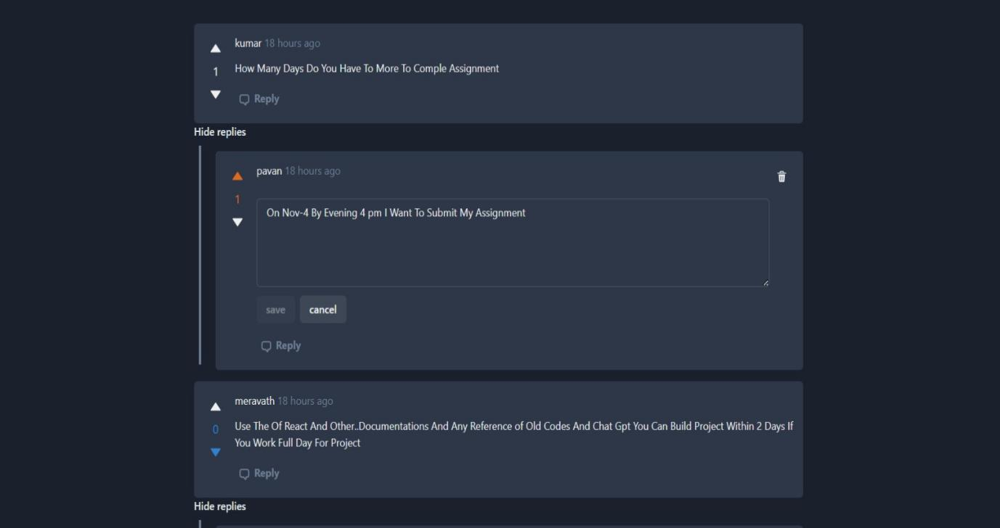 kumar 18 hours ago
How Many Days Do You Have To More To Comple Assignment
1
Reply
Hide replies
pavan 18 hours ago
1
On Nov-4 By Evening 4 pm I Want To Submit My Assignment
save cancel
Reply
meravath 18 hours ago
0
Use The Of React And Other..Documentations And Any Reference of Old Codes And Chat Gpt You Can Build Project Within 2 Days If
You Work Full Day For Project
Reply
Hide replies